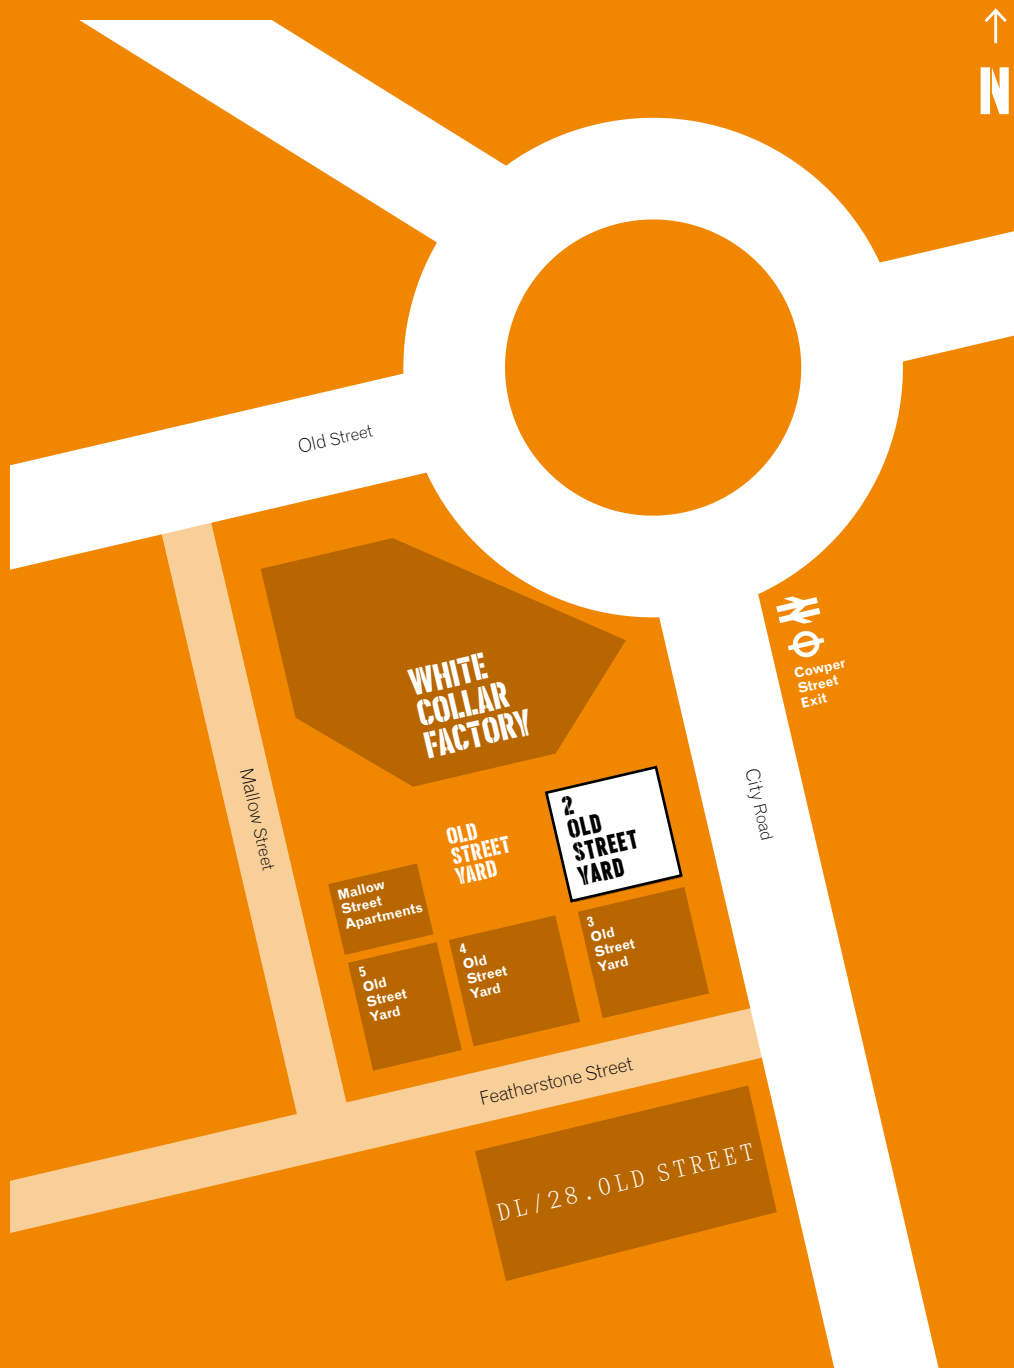 N
Old Street
Cowper
Street
Exit
WHITE
COLLAR
FACTORY
Mallow Street
City Road
2
OLD
STREET
YARD
OLD
STREET
YARD
Mallow
Street
Apartments
3
Old
Street
Yard
4
Old
Street
Yard
5
Old
Street
Yard
Featherstone Street
DL/28.OLD STREET